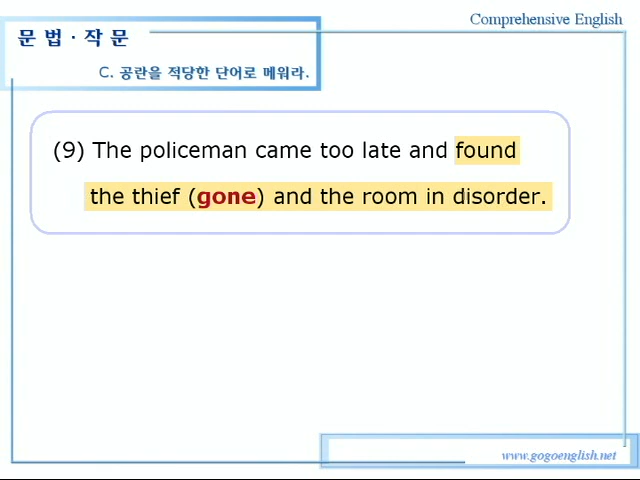 Comprehensive English
문 법 · 작 문
C. 공란을 적당한 단어로 메워라.
(9) The policeman came too late and found
the thief (gone) and the room in disorder.
www.gogoenglish.net